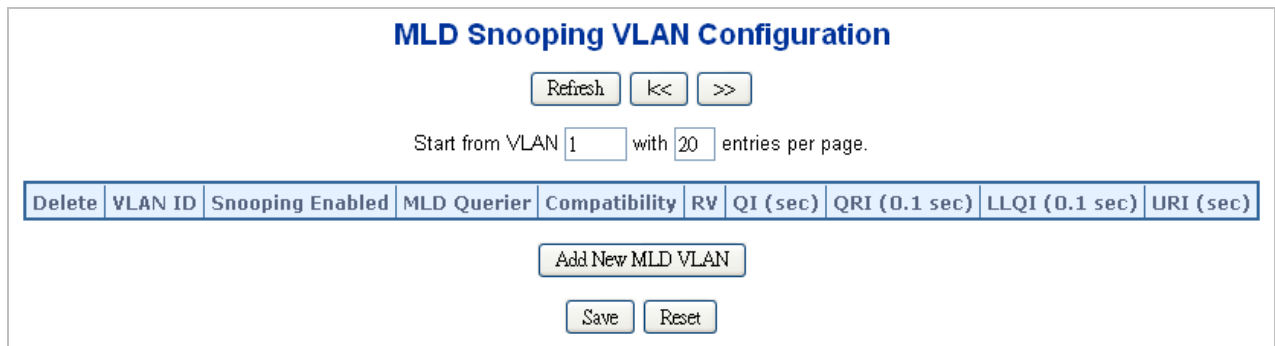 MLD Snooping VLAN Configuration
Refresh |<< >>
Start from VLAN 1 with 20 entries per page.
Delete VLAN ID Snooping Enabled MLD Querier Compatibility RV QI (sec) QRI (0.1 sec) LLQI (0.1 sec) URI (sec)
Add New MLD VLAN
Save Reset